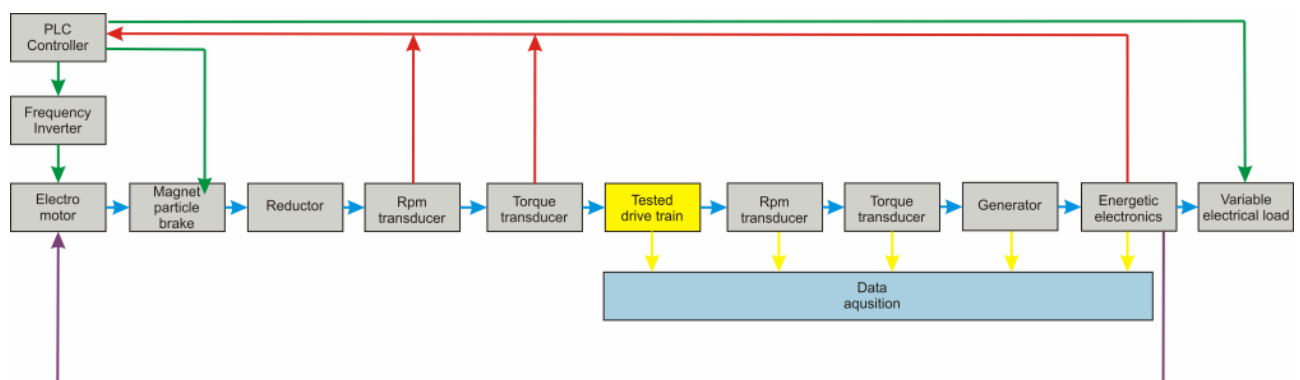 PLC
Controller
Frequency
Inverter
Electro
motor
Magnet
particle
brake
Reductor
Rpm
transducer
Torque
transducer
Tested
drive train
Rpm
transducer
Torque
transducer
Generator
Energetic
electronics
Variable
electrical load
Data
aqusition